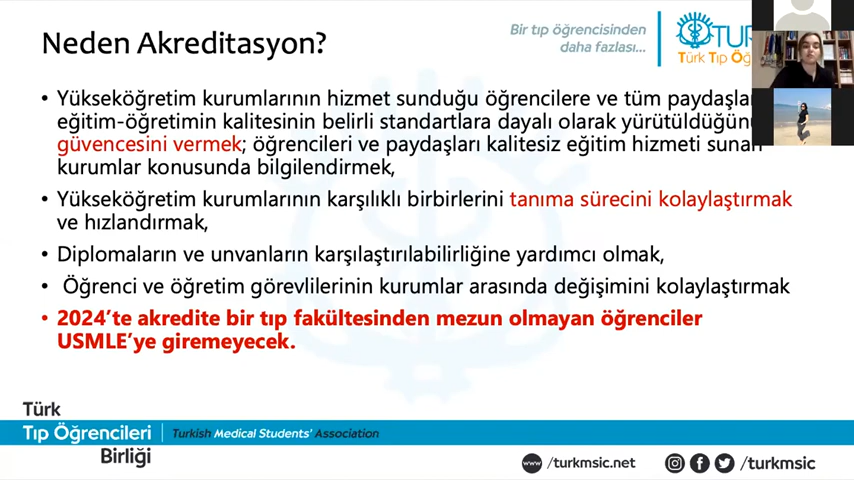 Neden Akreditasyon?
Bir tıp öğrencisinden
daha fazlası...
Türk Tıp
• Yükseköğretim kurumlarının hizmet sunduğu öğrencilere ve tüm
eğitim-öğretimin kalitesinin belirli standartlara dayalı olarak
güvencesini vermek; öğrencileri ve paydaşları kalitesiz eğitim hizmeti sunan
kurumlar konusunda bilgilendirmek,
• Yükseköğretim kurumlarının karşılıklı birbirlerini tanıma sürecini kolaylaştırmak
ve hızlandırmak,
• Diplomaların ve unvanların karşılaştırılabilirliğine yardımcı olmak,
• Öğrenci ve öğretim görevlilerinin kurumlar arasında değişimini kolaylaştırmak
• 2024’te akredite bir tıp fakültesinden mezun olmayan öğrenciler
USMLE’ye giremeyecek.
Türk
Tıp Öğrencileri
Birliği
Turkish Medical Students' Association
www /turkmsic.net
/turkmsic